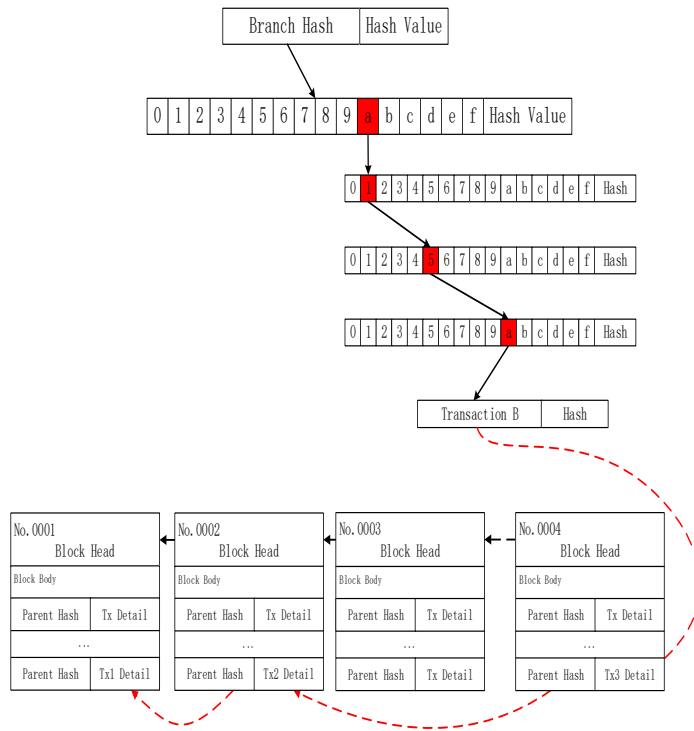 Branch Hash Hash Value
0 1 2 3 4 5 6 7 8 9 a b c d e f Hash Value
0 1 2 3 4 5 6 7 8 9 a b c d e f Hash
0 1 2 3 4 5 6 7 8 9 a b c d e f Hash
0 1 2 3 4 5 6 7 8 9 a b c d e f Hash
Transaction B Hash
No.0001
Block Head
Block Body
Parent Hash Tx Detail
...
Parent Hash Tx1 Detail
No.0002
Block Head
Block Body
Parent Hash Tx Detail
...
Parent Hash Tx2 Detail
No.0003
Block Head
Block Body
Parent Hash Tx Detail
...
Parent Hash Tx Detail
No.0004
Block Head
Block Body
Parent Hash Tx Detail
...
Parent Hash Tx3 Detail